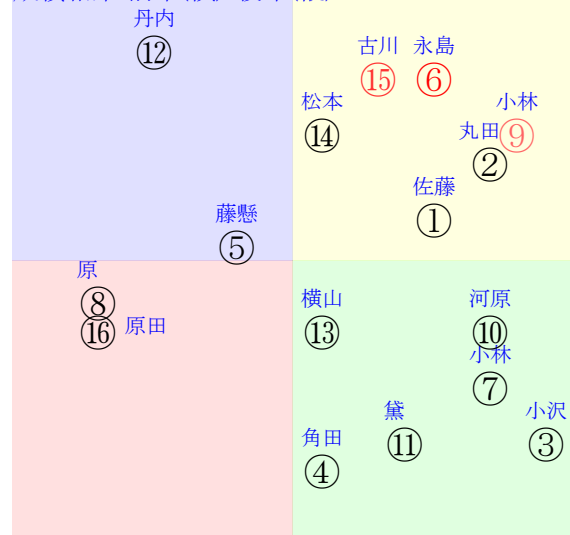 丹内
⑫
古川 永島
⑮ ⑥
松本 小林
⑭ 丸田 ⑨
②
佐藤
①
藤懸
⑤
原
⑧
⑯ 原田
横山 河原
⑬ ⑩
小林
⑦
黛 小沢
⑪ ③
角田
④